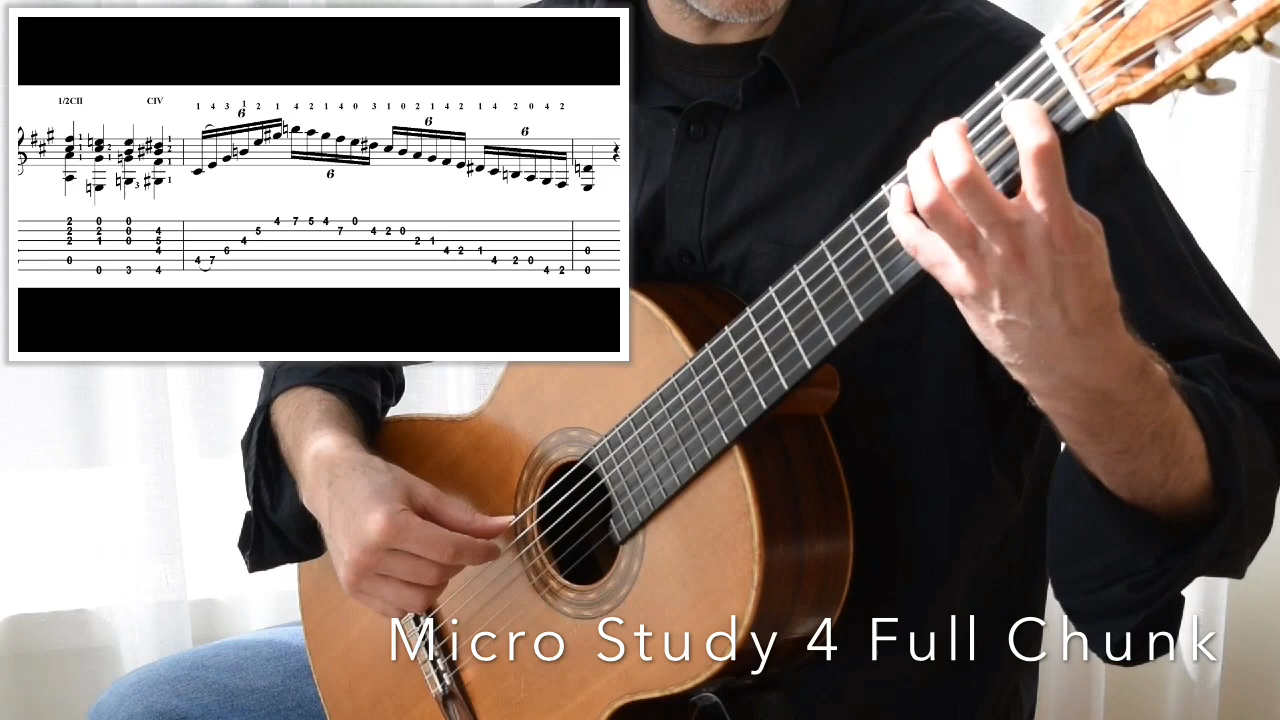 1/2CII CIV 1 4 3 1 2 1 4 2 1 4 0 3 1 0 2 1 4 2 1 4 2 0 4 2
6 6 6
6
2 0 0 4 7 5 4 0
2 2 0 4 5 7 4 2 0
2 1 0 5 4 2 1
4 6 4 2 1 0
0 4 7 4 2 0
0 3 4 4 2 0
Micro Study 4 Full Chunk